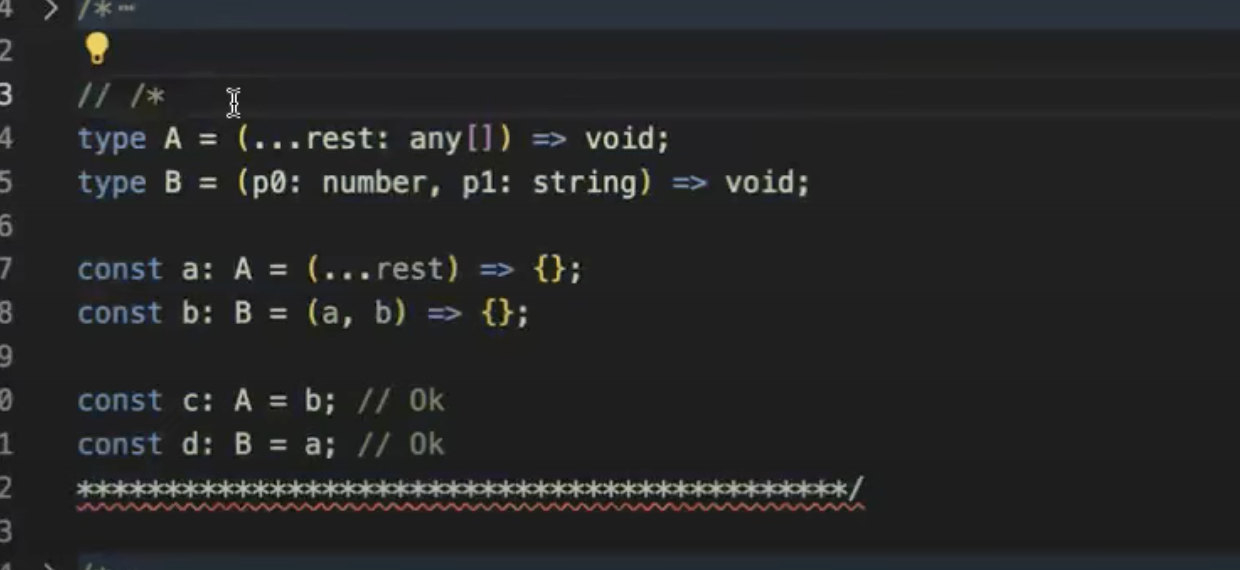 4 > /*⋯
2
3 // /*
4 type A = (...rest: any[]) => void;
5 type B = (p0: number, p1: string) => void;
6
7 const a: A = (...rest) => {};
8 const b: B = (a, b) => {};
9
0 const c: A = b; // Ok
1 const d: B = a; // Ok
2 ********************************************/
3